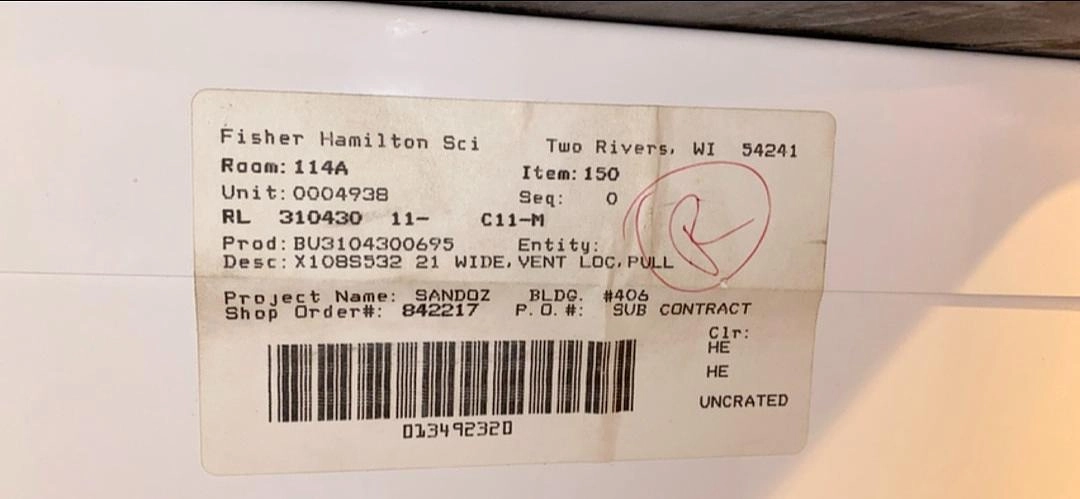 Fisher Hamilton Sci Two Rivers, WI 54241
Room: 114A Item: 150
Unit: 0004938 Seq: 0
RL 310430 11- C11-M
Prod: BU3104300695 Entity:
Desc: X108S532 21 WIDE, VENT LOC, PULL
R
Project Name: SANDOZ BLDG. #406
Shop Order#: 842217 P.O.#: SUB CONTRACT
Clr:
HE
HE
UNCRATED
013492320